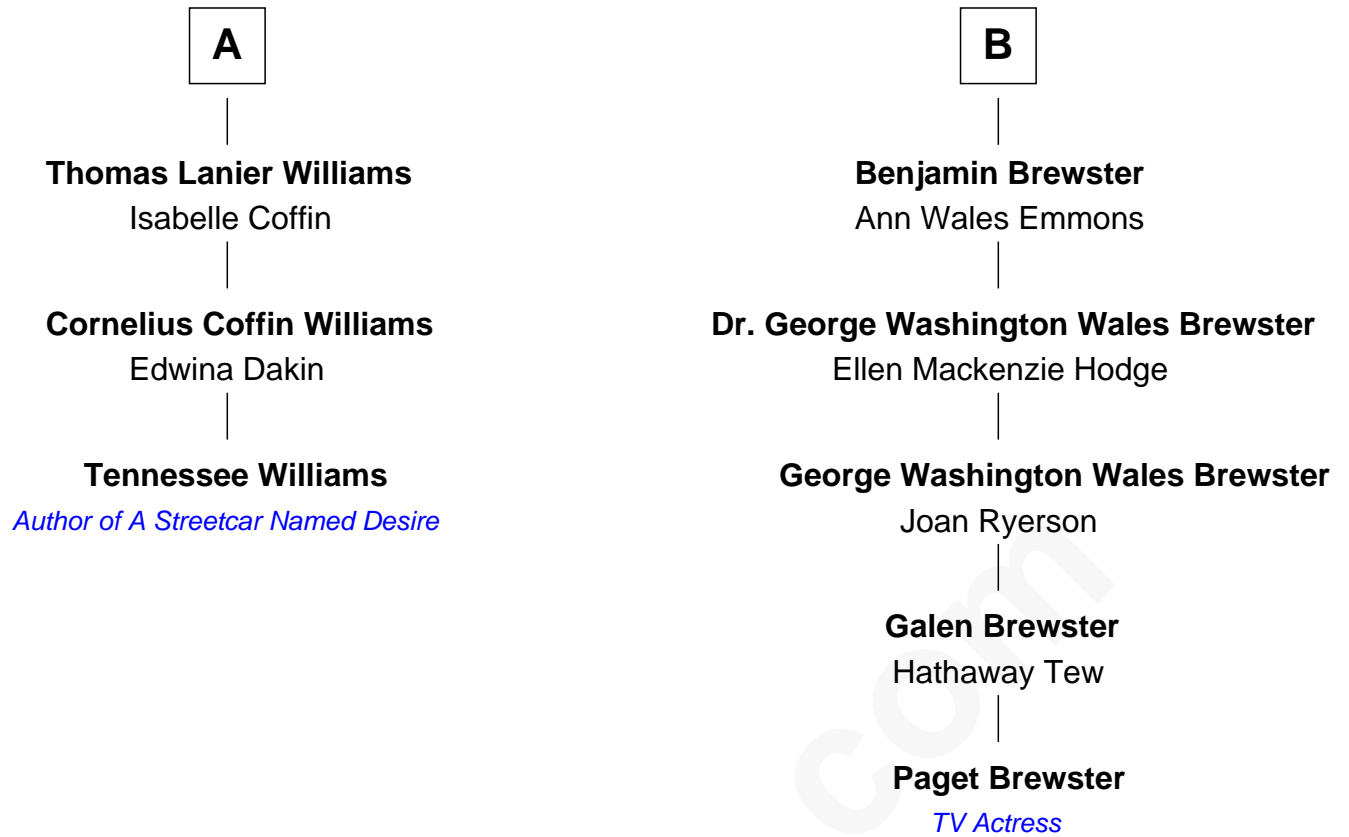 A
Thomas Lanier Williams
Isabelle Coffin
Cornelius Coffin Williams
Edwina Dakin
Tennessee Williams
Author of A Streetcar Named Desire
B
Benjamin Brewster
Ann Wales Emmons
Dr. George Washington Wales Brewster
Ellen Mackenzie Hodge
George Washington Wales Brewster
Joan Ryerson
Galen Brewster
Hathaway Tew
Paget Brewster
TV Actress
com